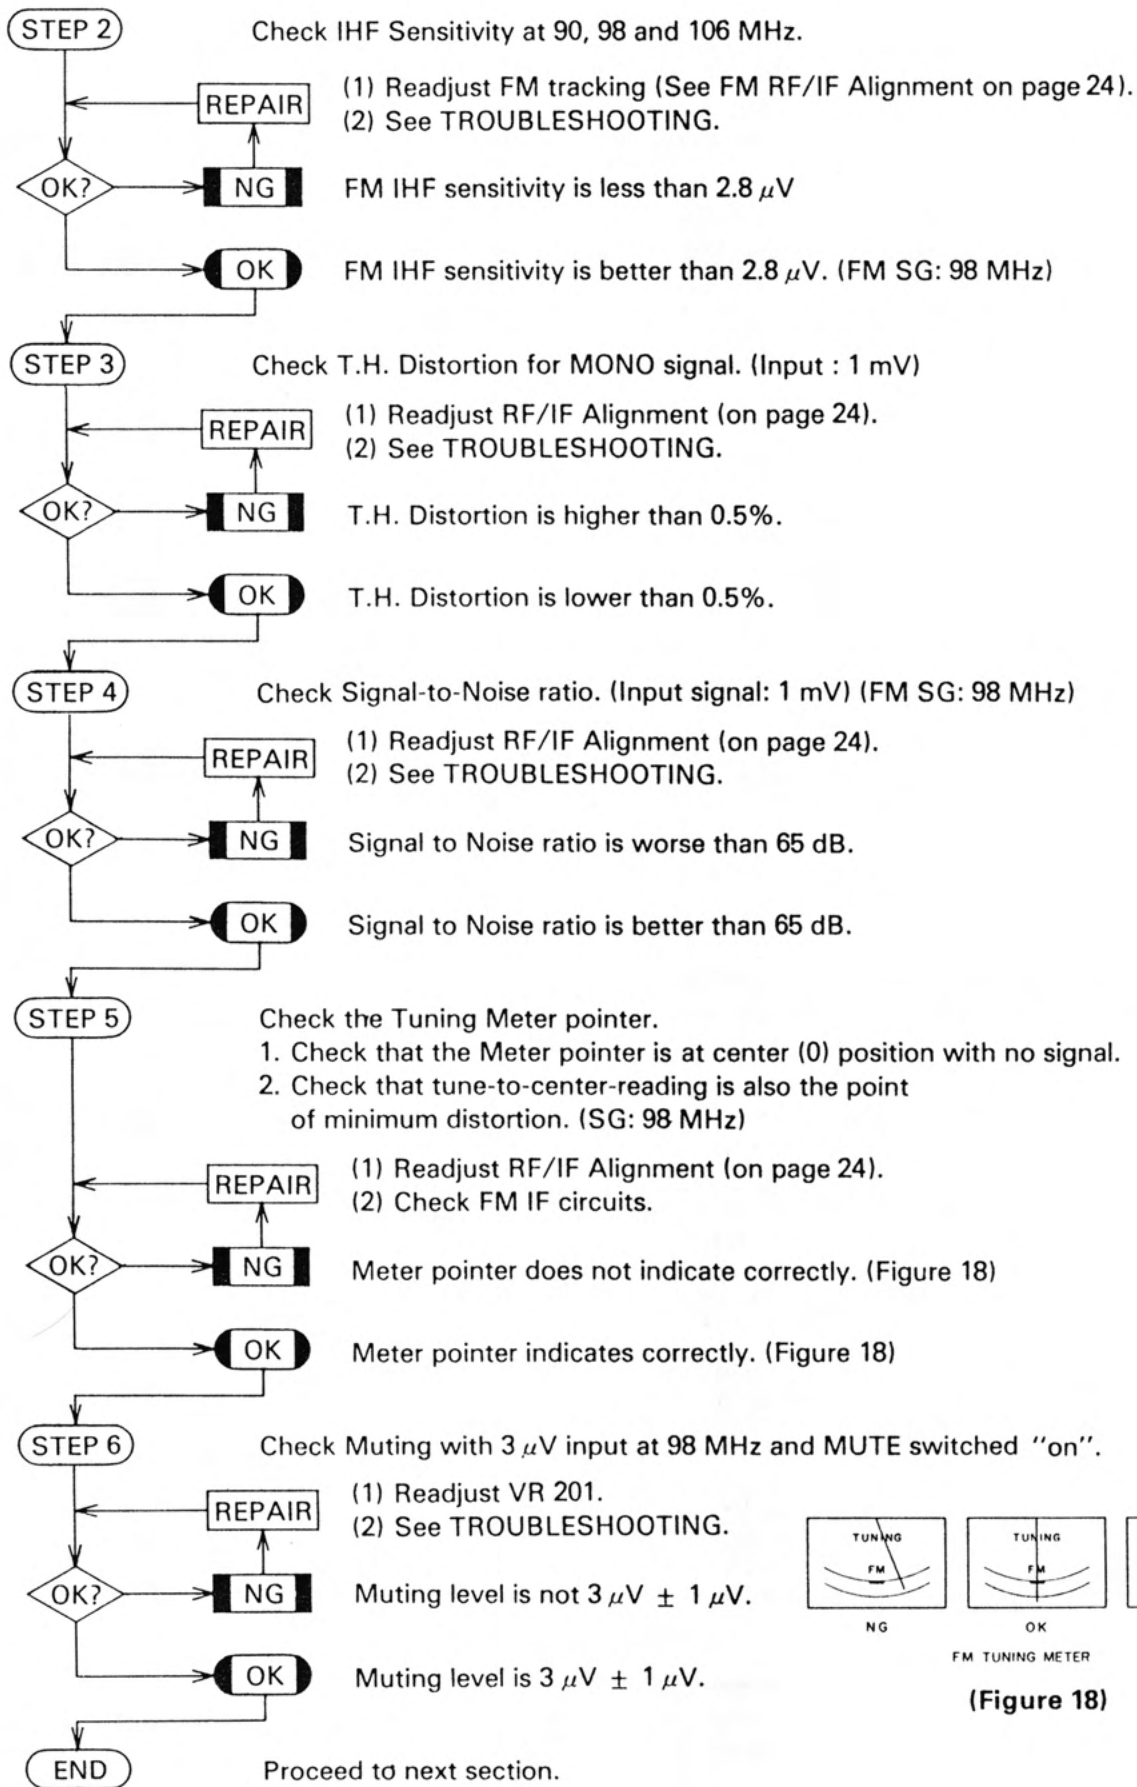 STEP 2
Check IHF Sensitivity at 90, 98 and 106 MHz.
REPAIR
(1) Readjust FM tracking (See FM RF/IF Alignment on page 24).
(2) See TROUBLESHOOTING.
OK?
NG
FM IHF sensitivity is less than 2.8 μV
OK
FM IHF sensitivity is better than 2.8 μV. (FM SG: 98 MHz)
STEP 3
Check T.H. Distortion for MONO signal. (Input : 1 mV)
REPAIR
(1) Readjust RF/IF Alignment (on page 24).
(2) See TROUBLESHOOTING.
OK?
NG
T.H. Distortion is higher than 0.5%.
OK
T.H. Distortion is lower than 0.5%.
STEP 4
Check Signal-to-Noise ratio. (Input signal: 1 mV) (FM SG: 98 MHz)
REPAIR
(1) Readjust RF/IF Alignment (on page 24).
(2) See TROUBLESHOOTING.
OK?
NG
Signal to Noise ratio is worse than 65 dB.
OK
Signal to Noise ratio is better than 65 dB.
STEP 5
Check the Tuning Meter pointer.
1. Check that the Meter pointer is at center (0) position with no signal.
2. Check that tune-to-center-reading is also the point
of minimum distortion. (SG: 98 MHz)
REPAIR
(1) Readjust RF/IF Alignment (on page 24).
(2) Check FM IF circuits.
OK?
NG
Meter pointer does not indicate correctly. (Figure 18)
OK
Meter pointer indicates correctly. (Figure 18)
STEP 6
Check Muting with 3 μV input at 98 MHz and MUTE switched "on".
REPAIR
(1) Readjust VR 201.
(2) See TROUBLESHOOTING.
OK?
NG
Muting level is not 3 μV ± 1 μV.
OK
Muting level is 3 μV ± 1 μV.
END
Proceed to next section.
TUNING
FM
NG
TUNING
FM
OK
FM TUNING METER
(Figure 18)